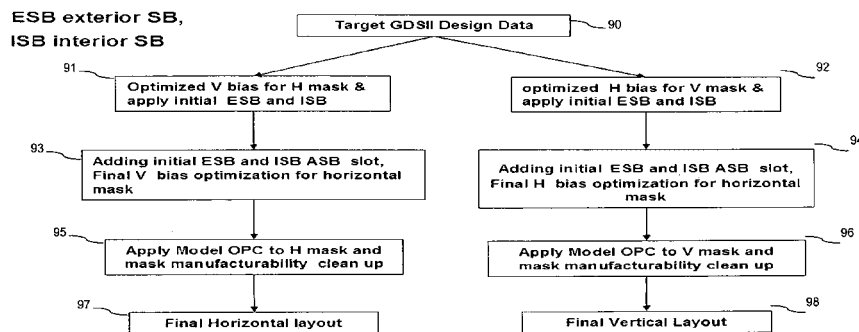 ESB exterior SB,
ISB interior SB
Target GDSII Design Data
90
91
Optimized V bias for H mask &
apply initial ESB and ISB
92
optimized H bias for V mask &
apply initial ESB and ISB
93
Adding initial ESB and ISB ASB slot,
Final V bias optimization for horizontal
mask
94
Adding initial ESB and ISB ASB slot,
Final H bias optimization for horizontal
mask
95
Apply Model OPC to H mask and
mask manufacturability clean up
96
Apply Model OPC to V mask and
mask manufacturability clean up
97
Final Horizontal layout
98
Final Vertical Layout